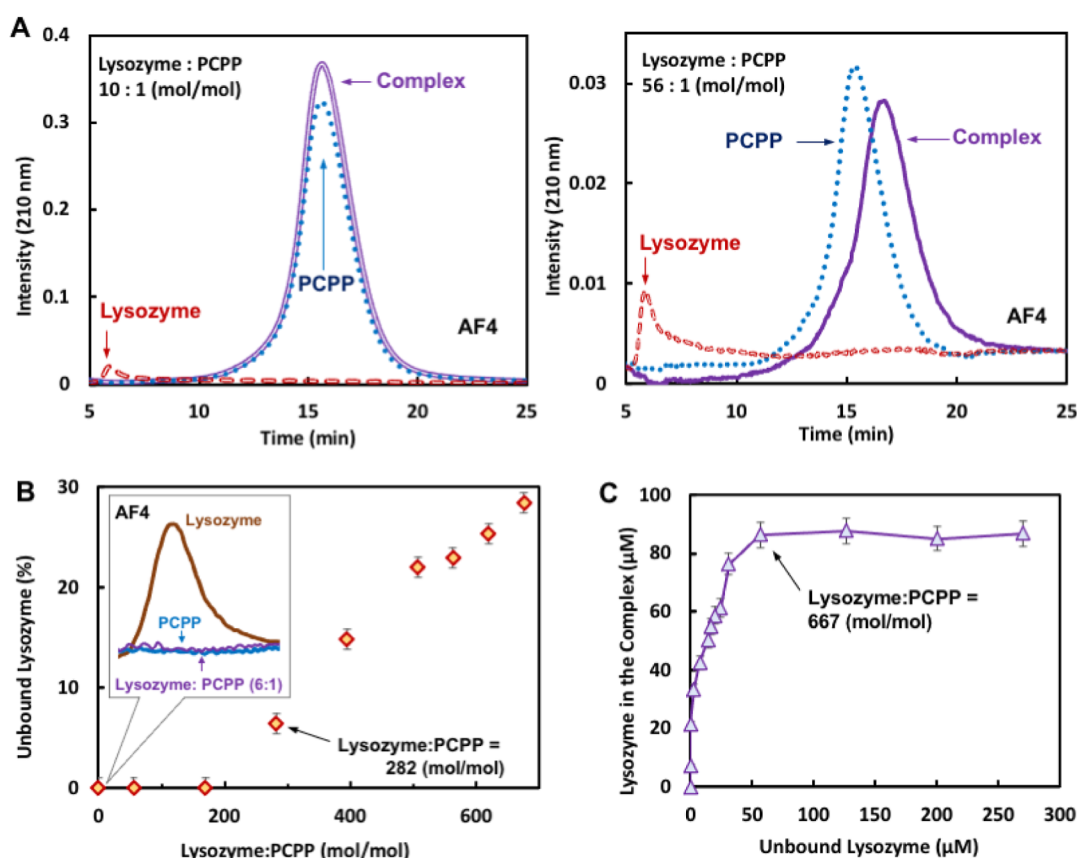 A
Lysozyme : PCPP
10 : 1 (mol/mol)
Complex
PCPP
Lysozyme
AF4
Intensity (210 nm)
0.4
0.3
0.2
0.1
0
5 10 15 20 25
Time (min)
Lysozyme : PCPP
56 : 1 (mol/mol)
PCPP
Complex
Lysozyme
AF4
Intensity (210 nm)
0.03
0.02
0.01
0
5 10 15 20 25
Time (min)
B
AF4
Lysozyme
PCPP
Lysozyme: PCPP (6:1)
Lysozyme:PCPP =
282 (mol/mol)
Unbound Lysozyme (%)
30
20
10
0
0 200 400 600
Lysozyme:PCPP (mol/mol)
C
Lysozyme:PCPP =
667 (mol/mol)
Lysozyme in the Complex (μM)
100
80
60
40
20
0
0 50 100 150 200 250 300
Unbound Lysozyme (μM)